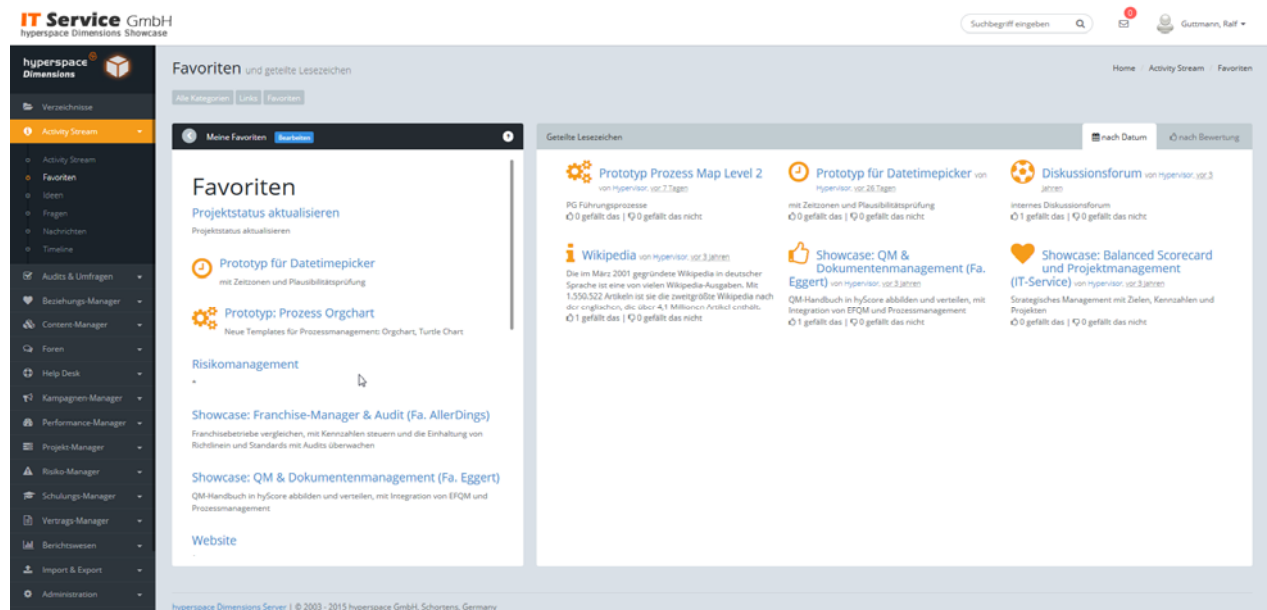 IT Service GmbH
hyperspace Dimensions Showcase
Suchbegriff eingeben
0
Guttmann, Ralf
hyperspace
Dimensions
Verzeichnisse
Activity Stream
Activity Stream
Favoriten
Ideen
Fragen
Nachrichten
Timeline
Audits & Umfragen
Beziehungs-Manager
Content-Manager
Foren
Help Desk
Kampagnen-Manager
Performance-Manager
Projekt-Manager
Risiko-Manager
Schulungs-Manager
Vertrags-Manager
Berichtswesen
Import & Export
Administration
Favoriten und geteilte Lesezeichen
Home / Activity Stream / Favoriten
Alle Kategorien Links Favoriten
Meine Favoriten Bearbeiten
Favoriten
Projektstatus aktualisieren
Projektstatus aktualisieren
Prototyp für Datetimepicker
mit Zeitzonen und Plausibilitätsprüfung
Prototyp: Prozess Orgchart
Neue Templates für Prozessmanagement: Orgchart, Turtle Chart
Risikomanagement
-
Showcase: Franchise-Manager & Audit (Fa. AllerDings)
Franchisebetriebe vergleichen, mit Kennzahlen steuern und die Einhaltung von
Richtlinein und Standards mit Audits überwachen
Showcase: QM & Dokumentenmanagement (Fa. Eggert)
QM-Handbuch in hyScore abbilden und verteilen, mit Integration von EFQM und
Prozessmanagement
Website
Geteilte Lesezeichen
nach Datum
nach Bewertung
Prototyp Prozess Map Level 2
von Hypervisor, vor 7 Tagen
PG Führungsprozesse
0 gefällt das | 0 gefällt das nicht
Prototyp für Datetimepicker von
Hypervisor, vor 26 Tagen
mit Zeitzonen und Plausibilitätsprüfung
0 gefällt das | 0 gefällt das nicht
Diskussionsforum von Hypervisor, vor 3
Jahren
internes Diskussionsforum
1 gefällt das | 0 gefällt das nicht
Wikipedia von Hypervisor, vor 3 Jahren
Die im März 2001 gegründete Wikipedia in deutscher
Sprache ist eine von vielen Wikipedia-Ausgaben. Mit
1.550.522 Artikeln ist sie die zweitgrößte Wikipedia nach
der englischen, die über 4,1 Millionen Artikel enthält.
1 gefällt das | 0 gefällt das nicht
Showcase: QM &
Dokumentenmanagement (Fa.
Eggert) von Hypervisor, vor 3 Jahren
QM-Handbuch in hyScore abbilden und verteilen, mit
Integration von EFQM und Prozessmanagement
1 gefällt das | 0 gefällt das nicht
Showcase: Balanced Scorecard
und Projektmanagement
(IT-Service) von Hypervisor, vor 3 Jahren
Strategisches Management mit Zielen, Kennzahlen und
Projekten
0 gefällt das | 0 gefällt das nicht
hyperspace Dimensions Server | © 2003 - 2015 hyperspace GmbH, Schortens, Germany